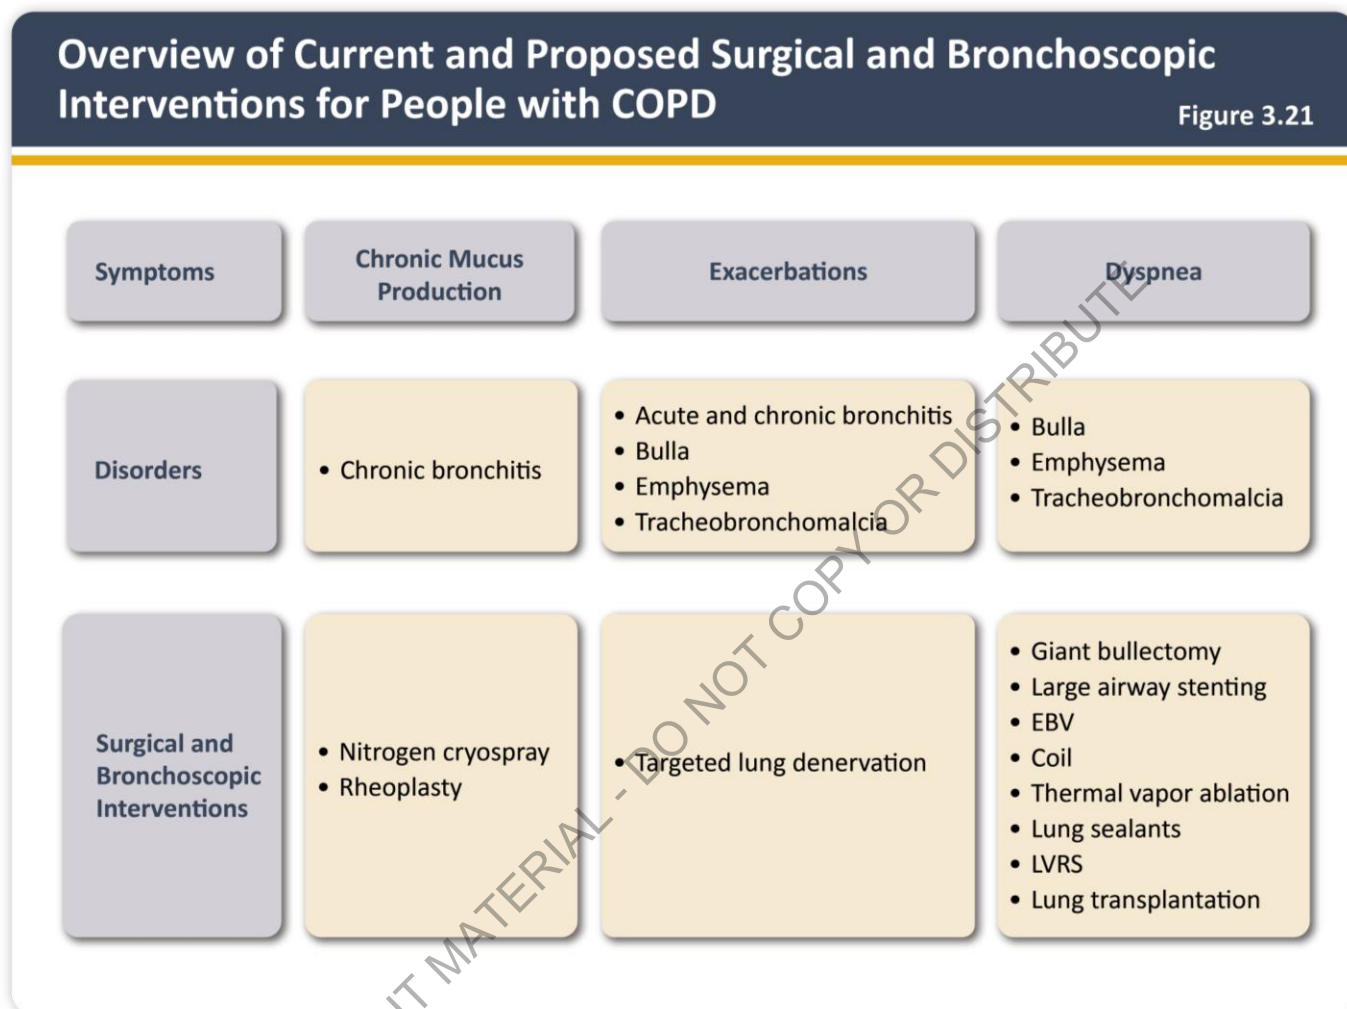 Overview of Current and Proposed Surgical and Bronchoscopic
Interventions for People with COPD
Figure 3.21
Symptoms
Chronic Mucus
Production
Exacerbations
Dyspnea
Disorders
• Chronic bronchitis
• Acute and chronic bronchitis
• Bulla
• Emphysema
• Tracheobronchomalcia
• Bulla
• Emphysema
• Tracheobronchomalcia
Surgical and
Bronchoscopic
Interventions
• Nitrogen cryospray
• Rheoplasty
• Targeted lung denervation
• Giant bullectomy
• Large airway stenting
• EBV
• Coil
• Thermal vapor ablation
• Lung sealants
• LVRS
• Lung transplantation
MATERIAL - DO NOT COPY OR DISTRIBUTE